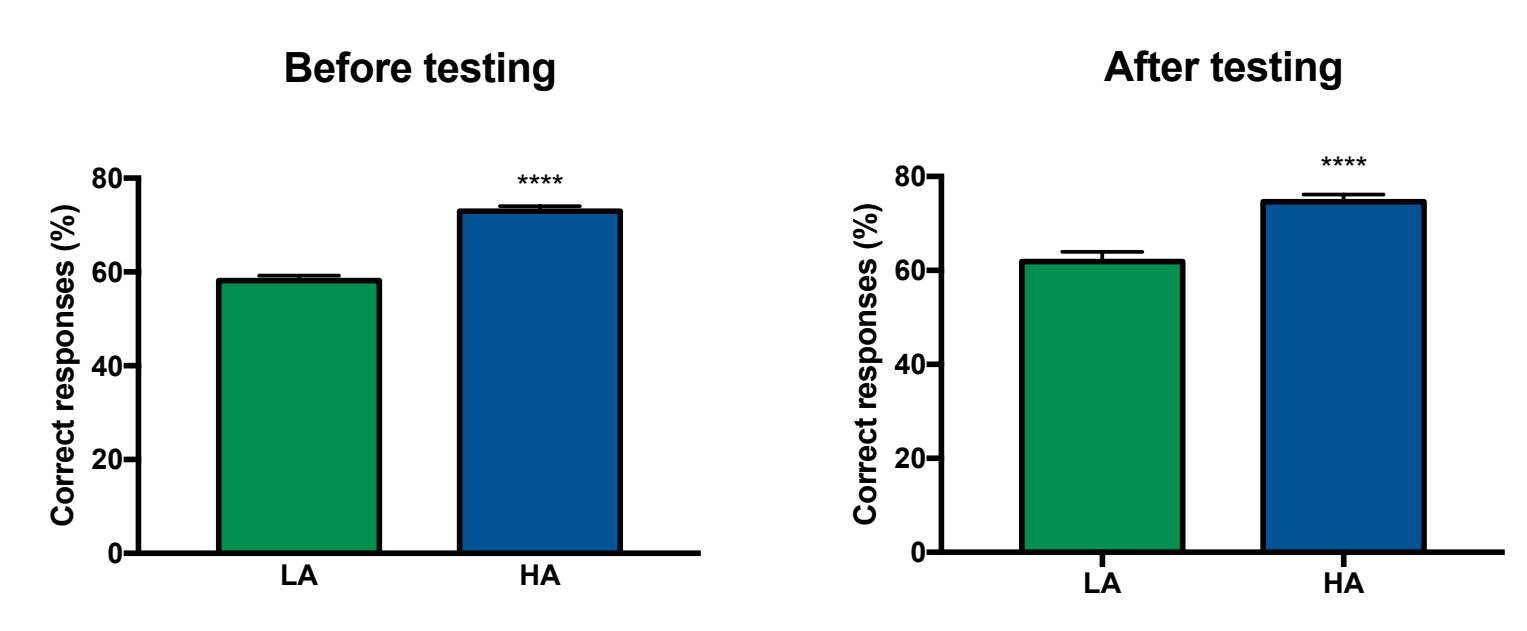 Before testing
Correct responses (%)
80
60
40
20
0
****
LA HA
After testing
Correct responses (%)
80
60
40
20
0
****
LA HA